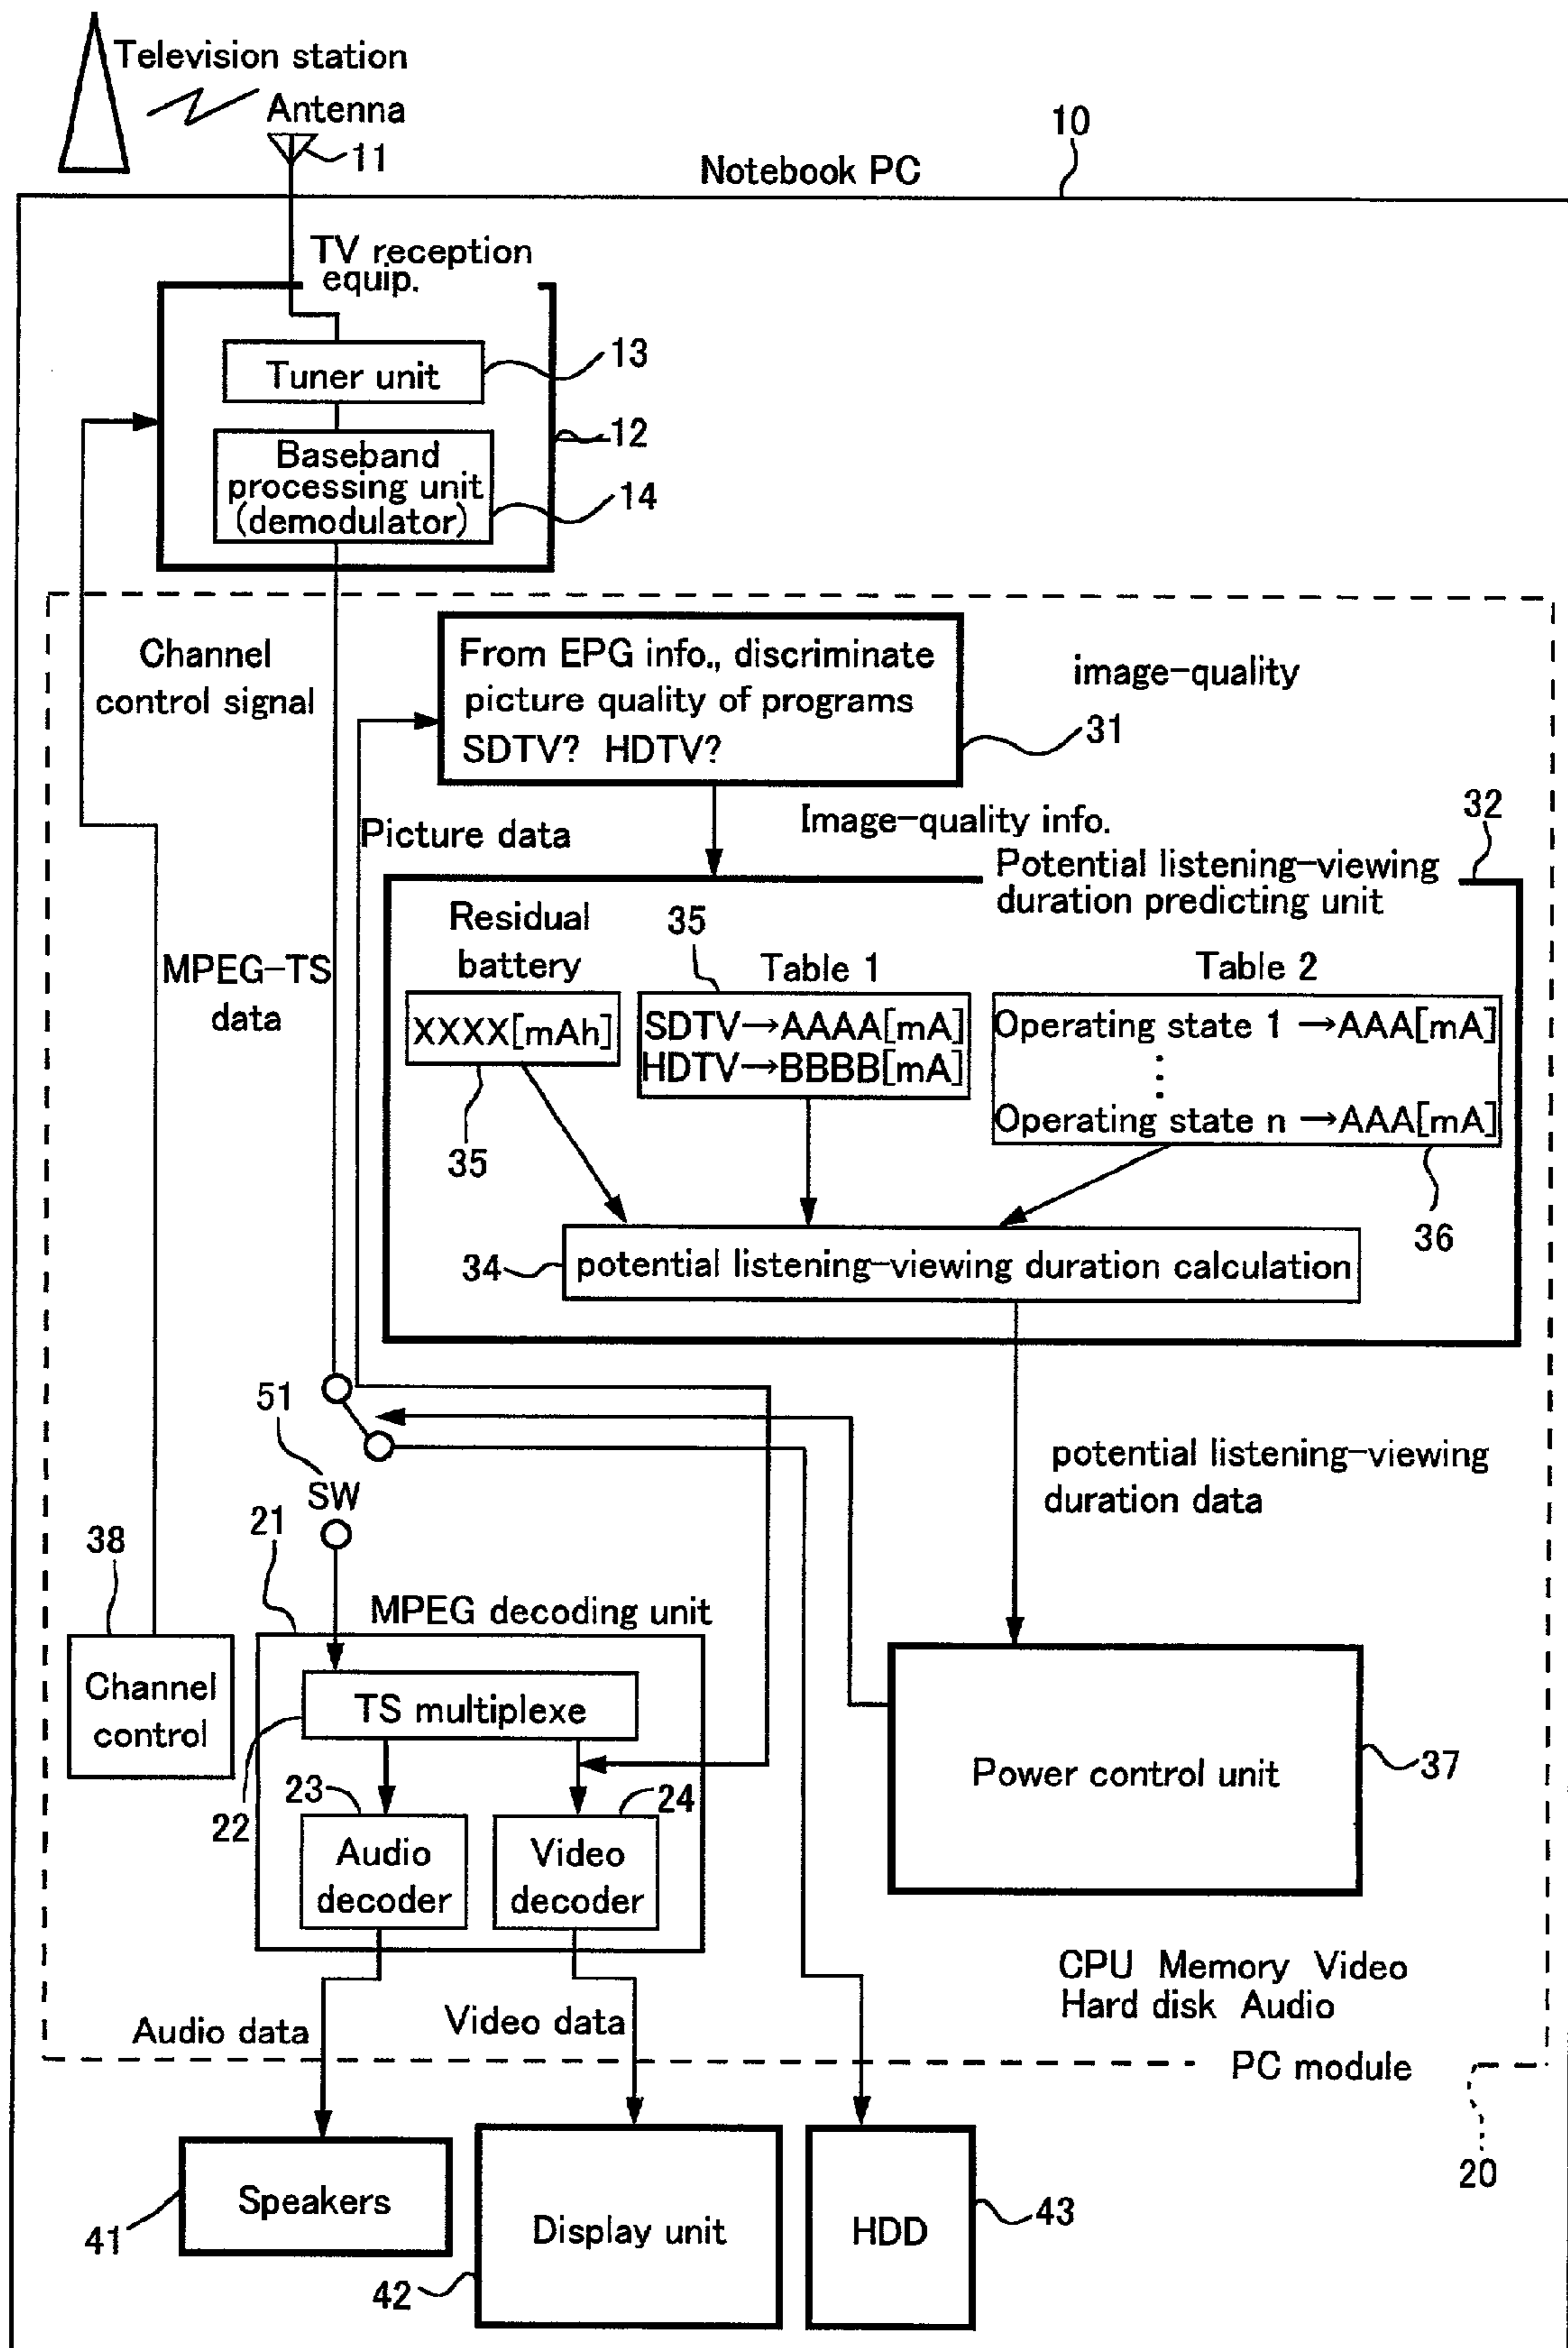 Television station
Antenna
11
10
Notebook PC
TV reception
equip.
Tuner unit
13
12
Baseband
processing unit
(demodulator)
14
Channel
control signal
From EPG info., discriminate
picture quality of programs
SDTV? HDTV?
image-quality
31
Picture data
Image-quality info.
32
Potential listening-viewing
duration predicting unit
Residual
battery
35
Table 1
Table 2
MPEG-TS
data
XXXX[mAh]
SDTV→AAAA[mA]
HDTV→BBBB[mA]
Operating state 1 →AAA[mA]
⋮
Operating state n →AAA[mA]
35
36
34
potential listening-viewing duration calculation
51
SW
potential listening-viewing
duration data
38
21
MPEG decoding unit
Channel
control
TS multiplexe
22
23
24
Audio
decoder
Video
decoder
Power control unit
37
CPU Memory Video
Hard disk Audio
Audio data
Video data
PC module
20
Speakers
41
Display unit
42
HDD
43